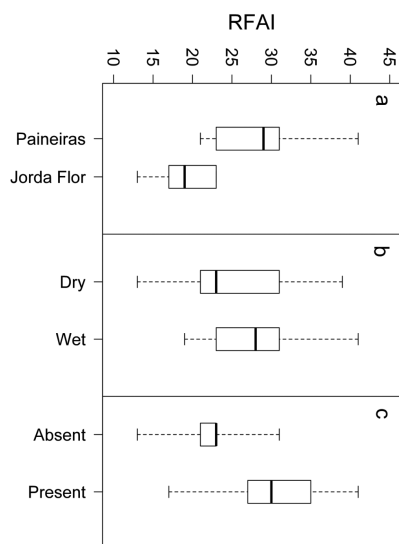 RFAI
10 15 20 25 30 35 40 45
a
Paineiras
Jorda Flor
b
Dry
Wet
c
Absent
Present